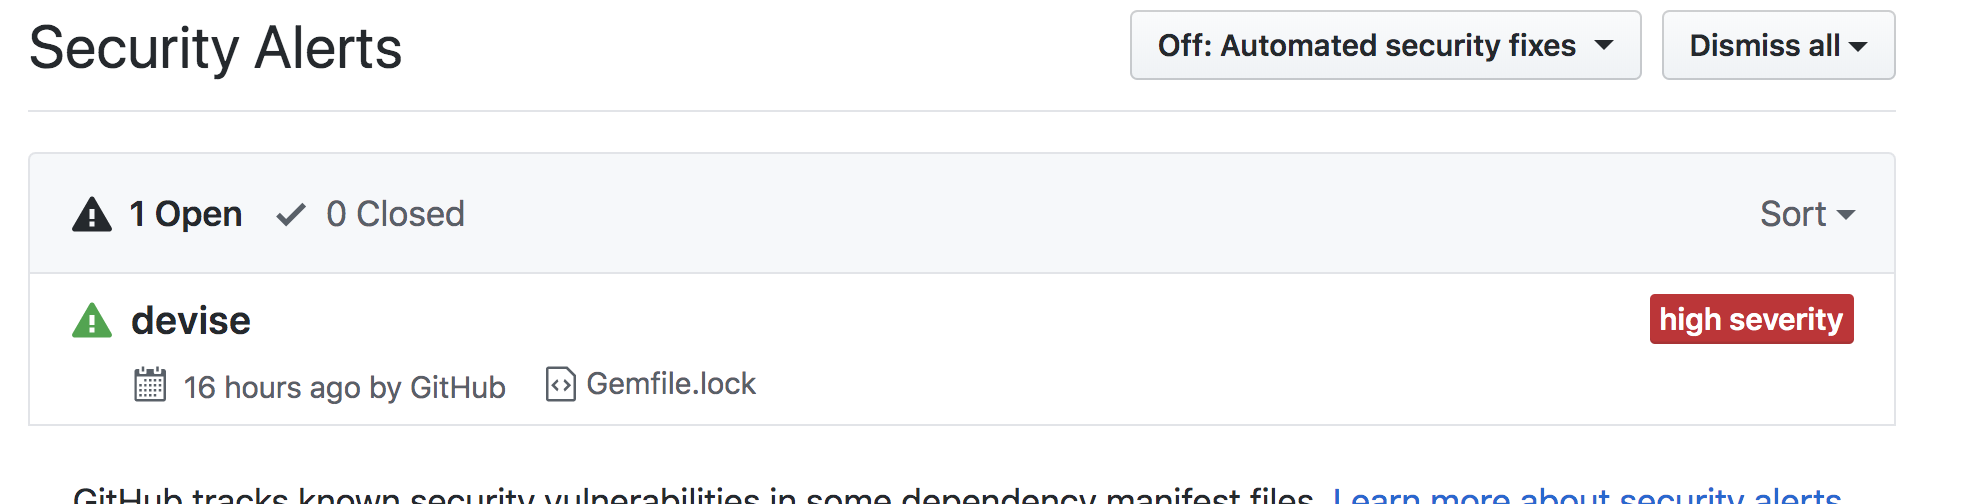 Security Alerts
Off: Automated security fixes
Dismiss all
1 Open
0 Closed
Sort
devise
high severity
16 hours ago by GitHub
Gemfile.lock
GitHub tracks known security vulnerabilities in some dependency manifest files. Learn more about security alerts